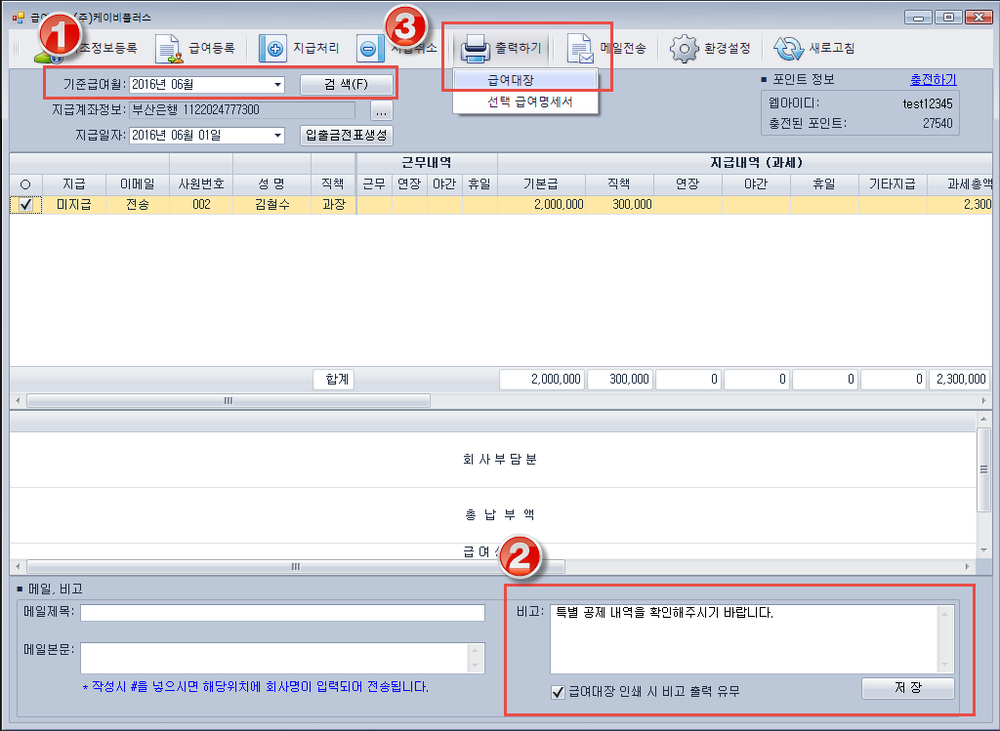 (주)케이비플러스
1
3
초정보등록
급여등록
지급처리
지급취소
출력하기
메일전송
환경설정
새로고침
급여대장
선택 급여명세서
기준급여월: 2016년 06월
검 색(F)
지급계좌정보: 부산은행 1122024777300
...
지급일자: 2016년 06월 01일
입출금전표생성
■ 포인트 정보
충전하기
웹아이디: test12345
충전된 포인트: 27540
근무내역
지급내역 (과세)
지급 이메일 사원번호 성 명 직책 근무 연장 야간 휴일 기본급 직책 연장 야간 휴일 기타지급 과세총액
미지급 전송 002 김철수 과장 2,000,000 300,000 2,300
합계 2,000,000 300,000 0 0 0 0 2,300,000
회 사 부 담 분
총 납 부 액
급 여
2
■ 메일, 비고
메일제목:
메일본문:
* 작성시 #을 넣으시면 해당위치에 회사명이 입력되어 전송됩니다.
비고: 특별 공제 내역을 확인해주시기 바랍니다.
급여대장 인쇄 시 비고 출력 유무
저 장